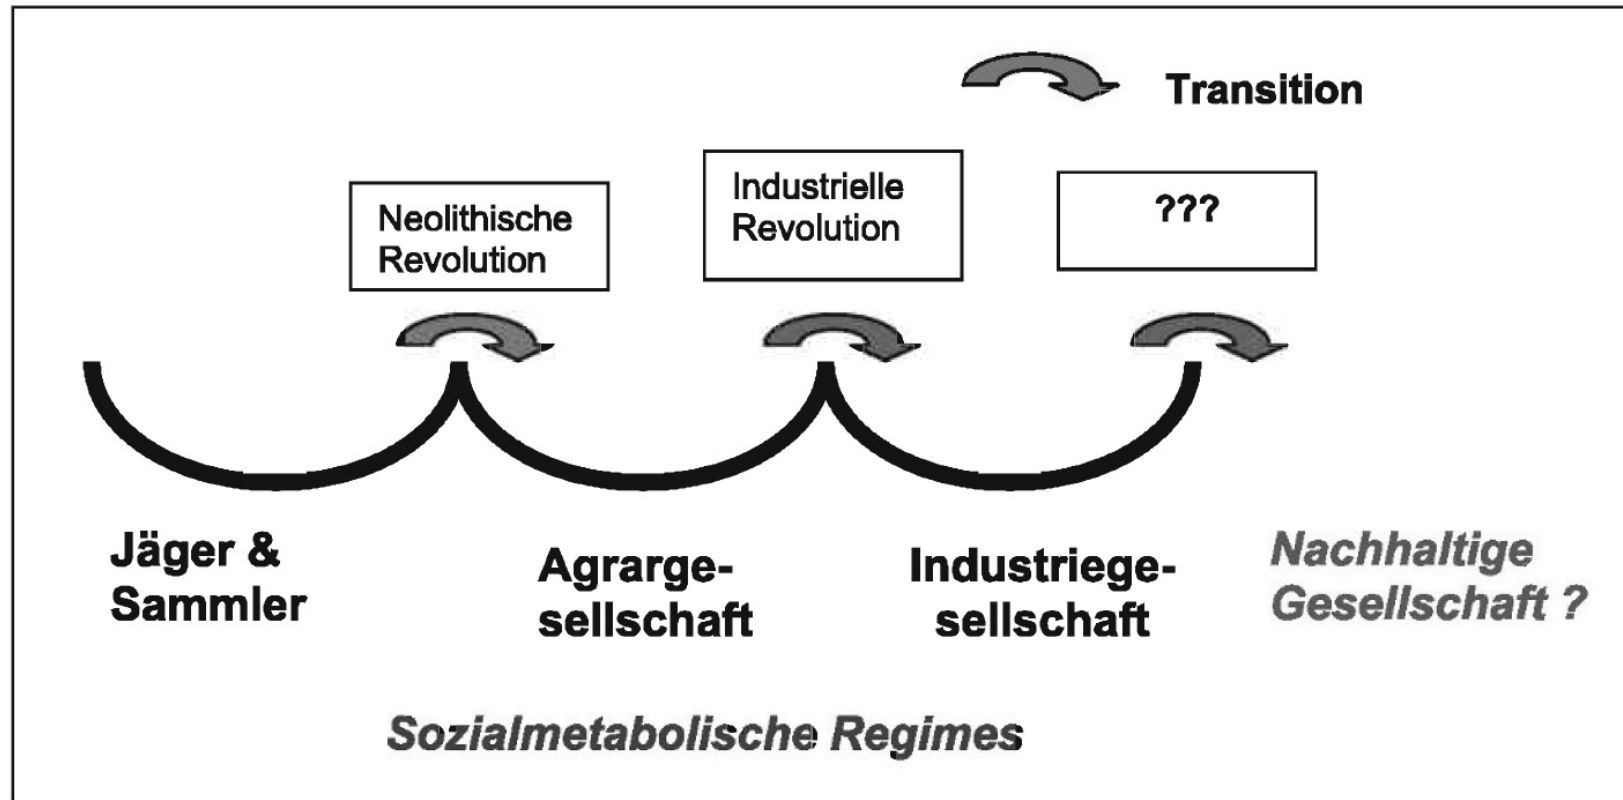 Transition
Neolithische
Revolution
Industrielle
Revolution
???
Jäger &
Sammler
Agrarge-
sellschaft
Industriege-
sellschaft
Nachhaltige
Gesellschaft ?
Sozialmetabolische Regimes